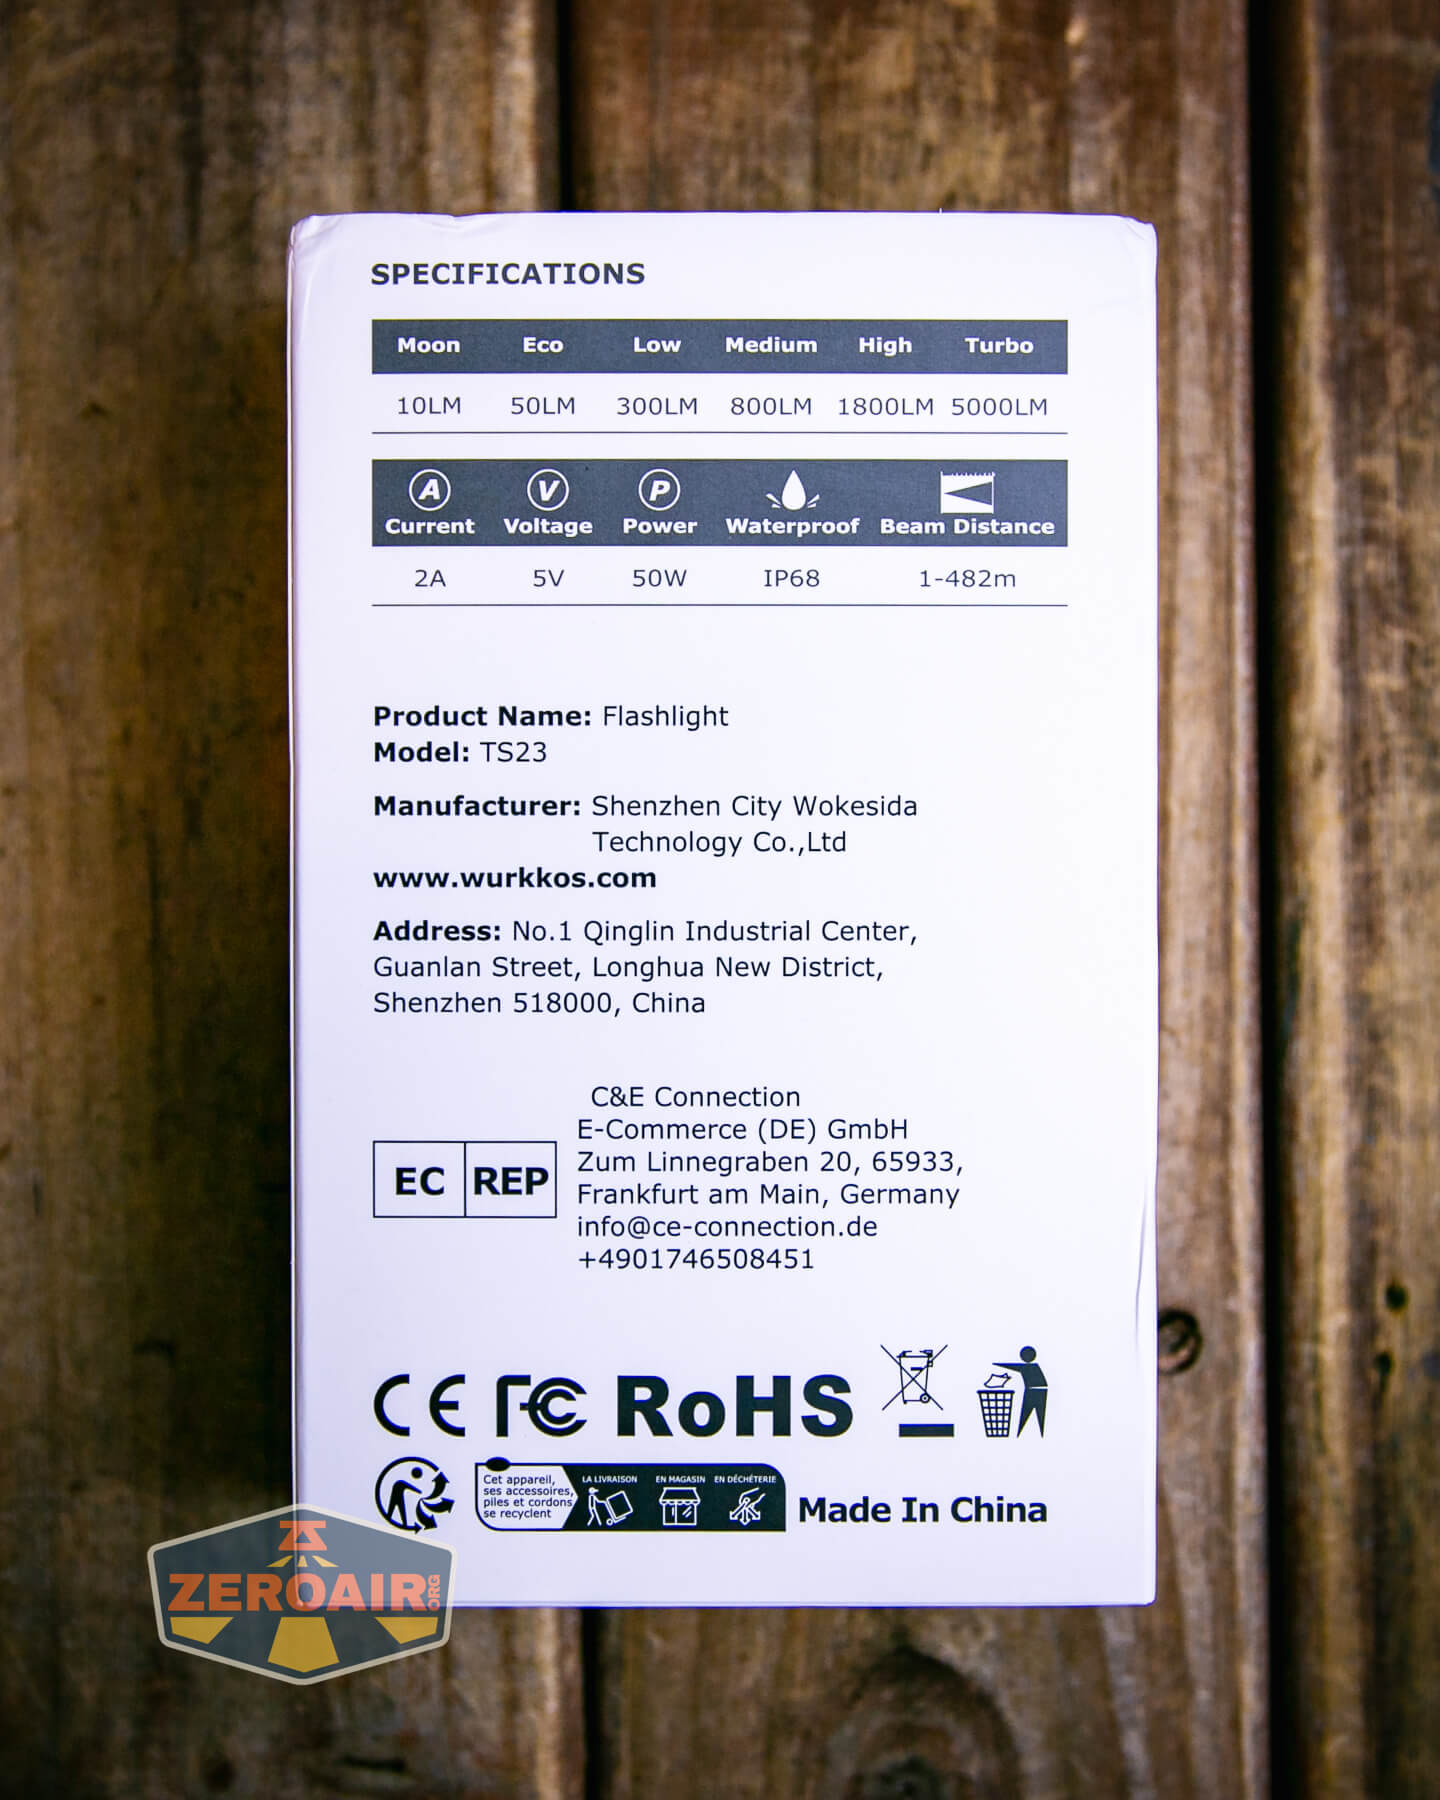 SPECIFICATIONS
Moon Eco Low Medium High Turbo
10LM 50LM 300LM 800LM 1800LM 5000LM
A V P
Current Voltage Power Waterproof Beam Distance
2A 5V 50W IP68 1-482m
Product Name: Flashlight
Model: TS23
Manufacturer: Shenzhen City Wokesida
Technology Co.,Ltd
www.wurkkos.com
Address: No.1 Qinglin Industrial Center,
Guanlan Street, Longhua New District,
Shenzhen 518000, China
C&E Connection
E-Commerce (DE) GmbH
Zum Linnegraben 20, 65933,
Frankfurt am Main, Germany
info@ce-connection.de
+4901746508451
EC REP
CE FC RoHS
Cet appareil,
ses accessoires,
piles et cordons
se recyclent
LA LIVRAISON EN MAGASIN EN DÉCHÈTERIE
Made In China
ZEROAIR.ORG